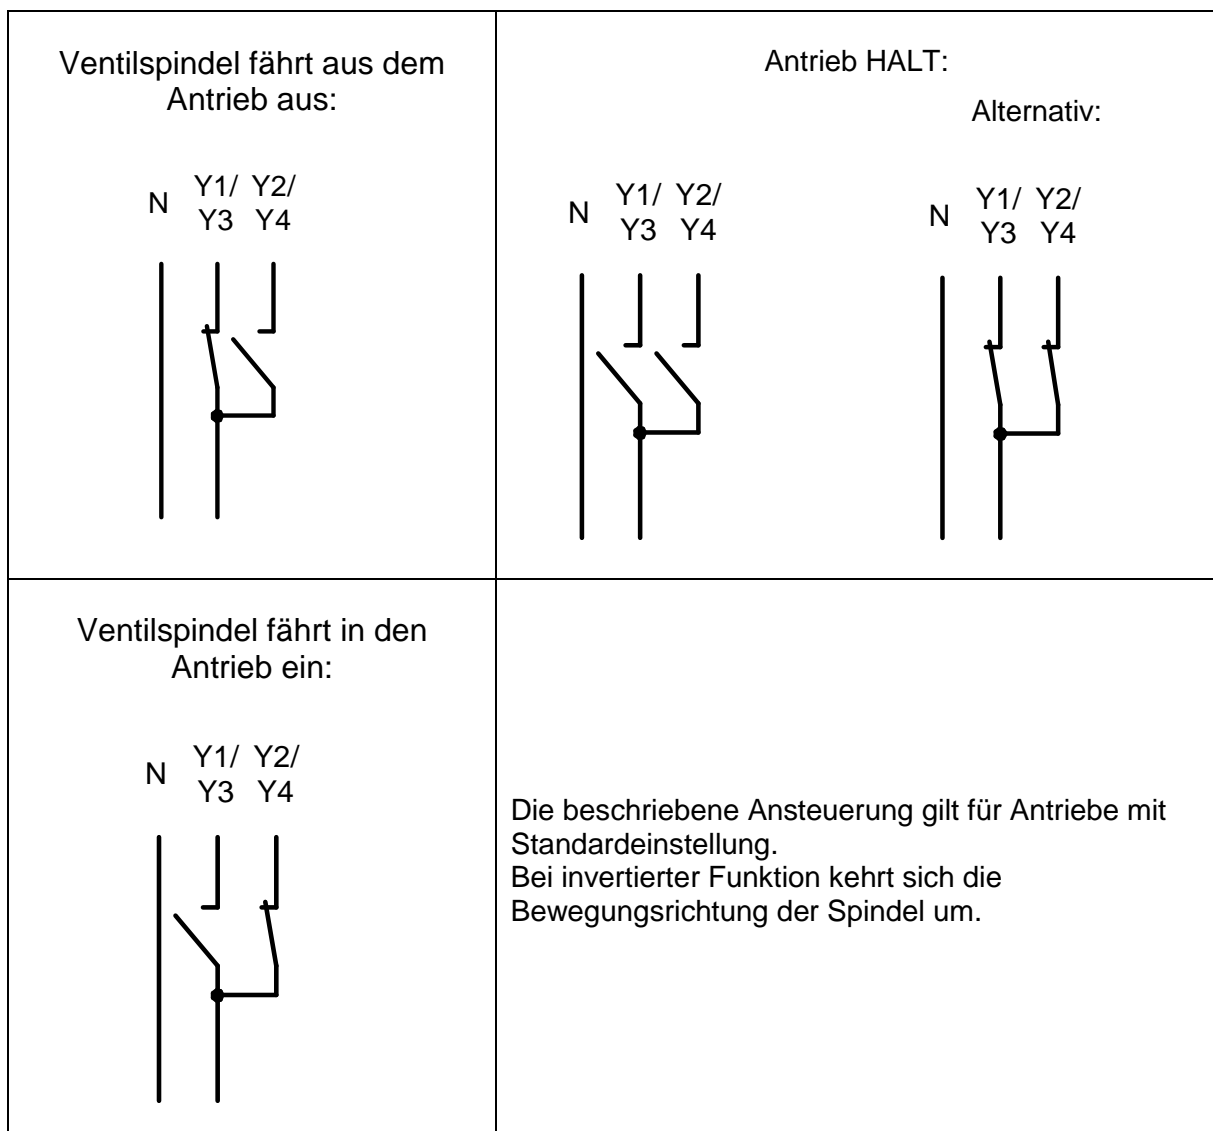 Ventilspindel fährt aus dem
Antrieb aus:
N Y1/ Y2/
Y3 Y4
Antrieb HALT:
Alternativ:
N Y1/ Y2/
Y3 Y4
N Y1/ Y2/
Y3 Y4
Ventilspindel fährt in den
Antrieb ein:
N Y1/ Y2/
Y3 Y4
Die beschriebene Ansteuerung gilt für Antriebe mit
Standardeinstellung.
Bei invertierter Funktion kehrt sich die
Bewegungsrichtung der Spindel um.